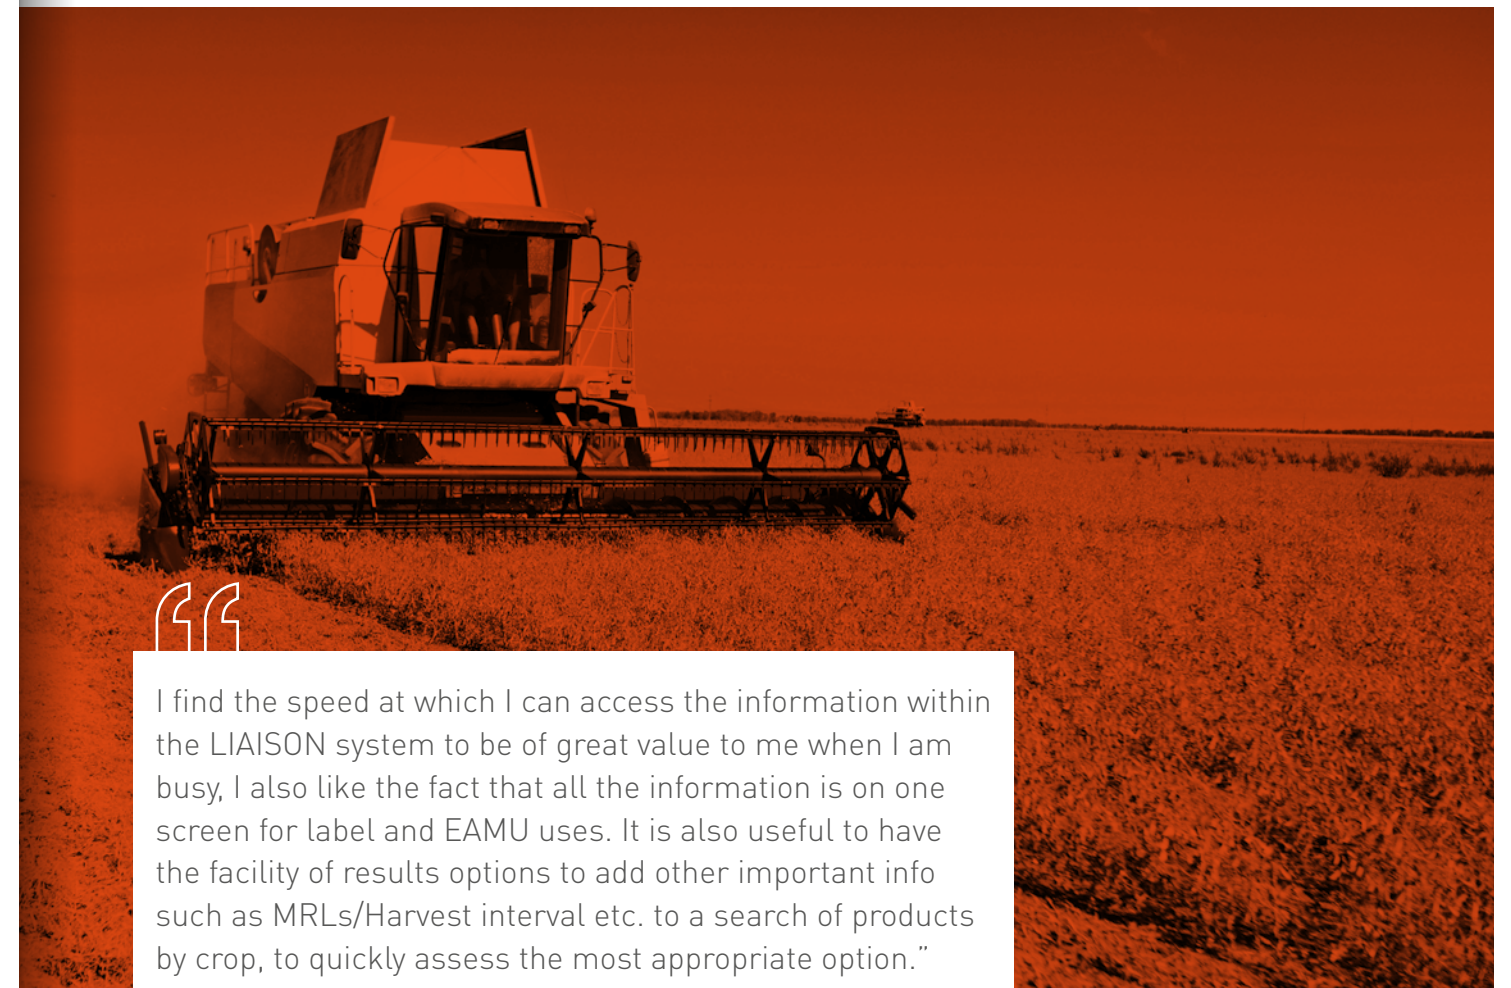 “
I find the speed at which I can access the information within
the LIAISON system to be of great value to me when I am
busy, I also like the fact that all the information is on one
screen for label and EAMU uses. It is also useful to have
the facility of results options to add other important info
such as MRLs/Harvest interval etc. to a search of products
by crop, to quickly assess the most appropriate option.”